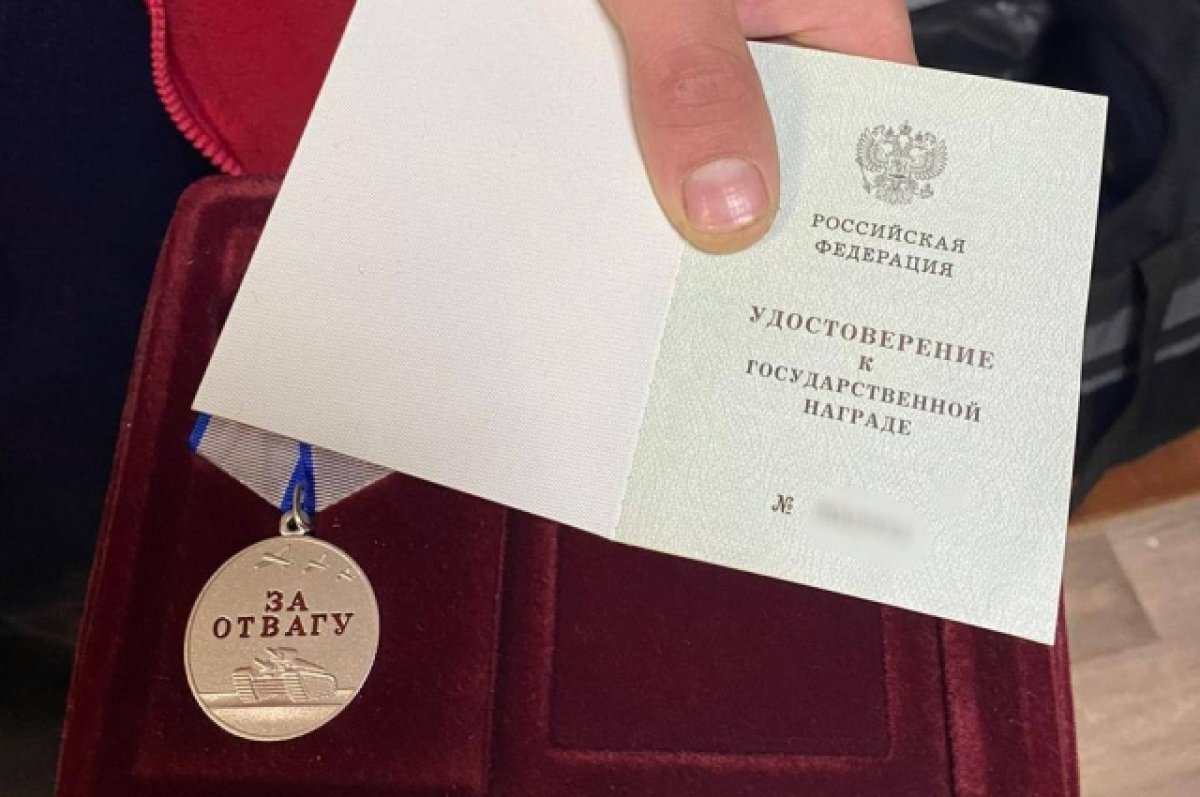 РОССИЙСКАЯ
ФЕДЕРАЦИЯ
УДОСТОВЕРЕНИЕ
К
ГОСУДАРСТВЕННОЙ
НАГРАДЕ
№
ЗА
ОТВАГУ